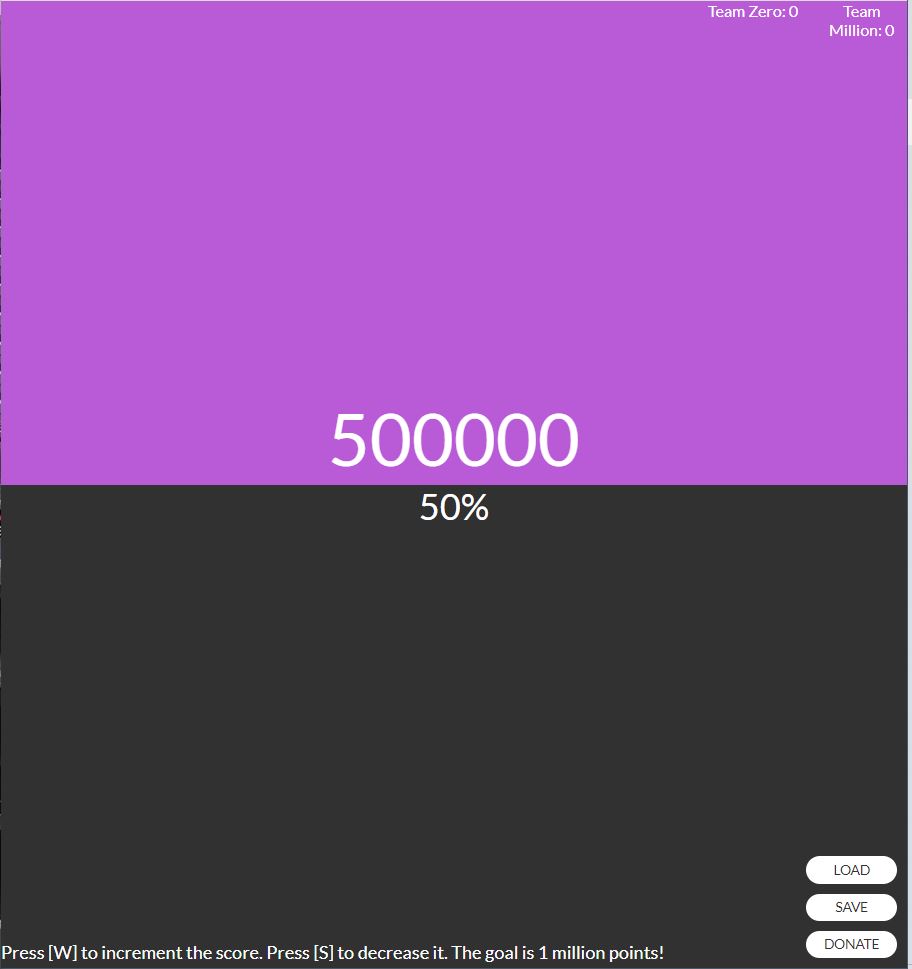 Team Zero: 0
Team
Million: 0
500000
50%
LOAD
SAVE
DONATE
Press [W] to increment the score. Press [S] to decrease it. The goal is 1 million points!